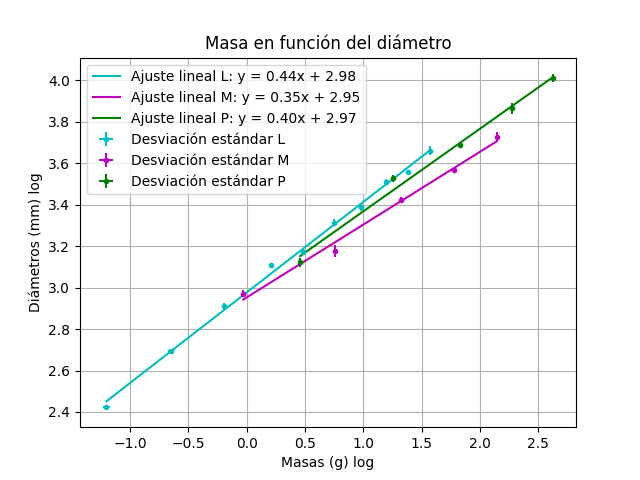 Masa en función del diámetro
Ajuste lineal L: y = 0.44x + 2.98
Ajuste lineal M: y = 0.35x + 2.95
Ajuste lineal P: y = 0.40x + 2.97
Desviación estándar L
Desviación estándar M
Desviación estándar P
Diámetros (mm) log
4.0
3.8
3.6
3.4
3.2
3.0
2.8
2.6
2.4
−1.0 −0.5 0.0 0.5 1.0 1.5 2.0 2.5
Masas (g) log